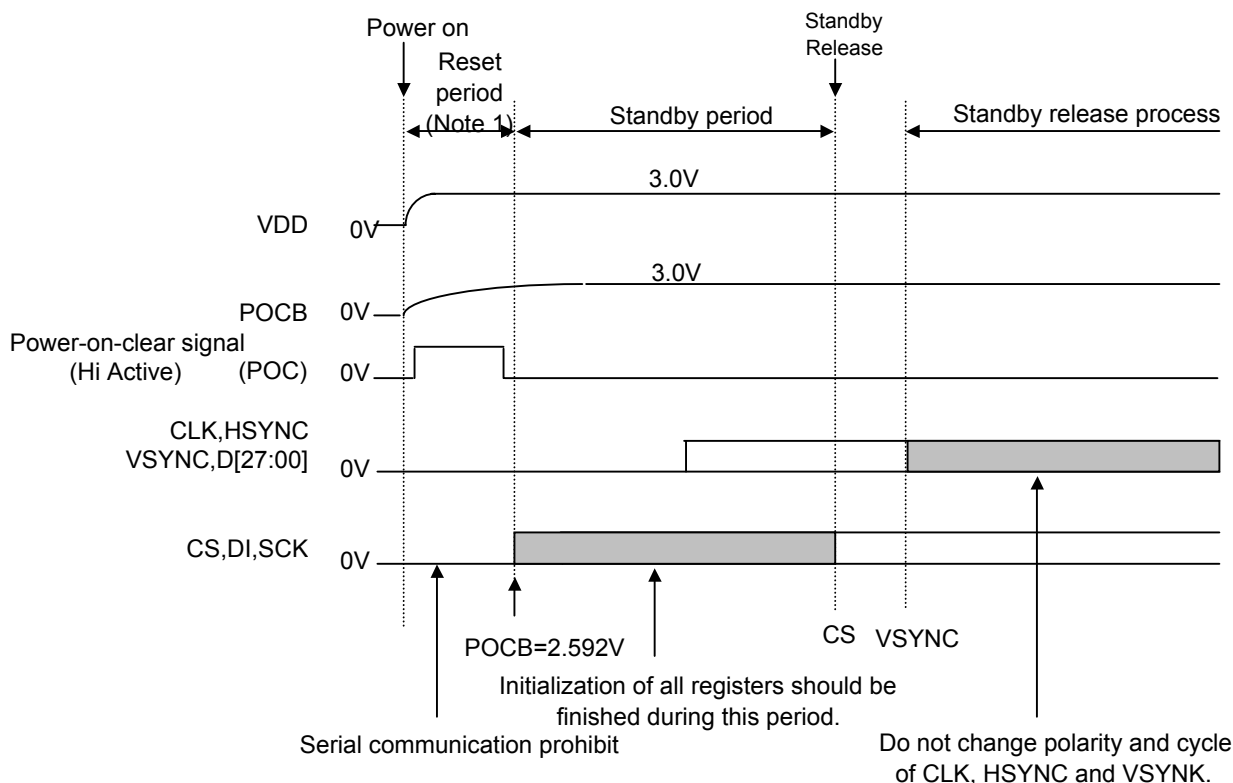 Power on
Standby
Release
Reset
period
(Note 1)
Standby period
Standby release process
3.0V
VDD
0V
3.0V
POCB
0V
Power-on-clear signal
(Hi Active)
(POC)
0V
CLK,HSYNC
VSYNC,D[27:00]
0V
CS,DI,SCK
0V
POCB=2.592V
CS
VSYNC
Initialization of all registers should be
finished during this period.
Serial communication prohibit
Do not change polarity and cycle
of CLK, HSYNC and VSYNK.